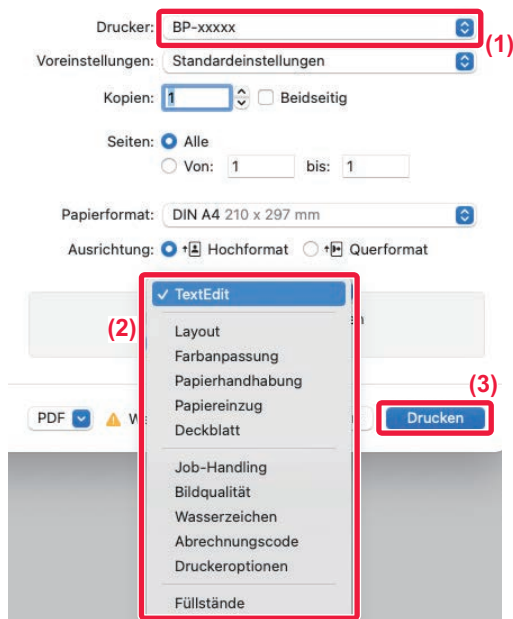 Drucker: BP-xxxxx
(1)
Voreinstellungen: Standardeinstellungen
Kopien: 1 Beidseitig
Seiten: Alle
Von: 1 bis: 1
Papierformat: DIN A4 210 x 297 mm
Ausrichtung: Hochformat Querformat
✓ TextEdit
(2)
Layout
Farbanpassung
Papierhandhabung
Papiereinzug
Deckblatt
(3)
PDF Drucken
Job-Handling
Bildqualität
Wasserzeichen
Abrechnungscode
Druckeroptionen
Füllstände